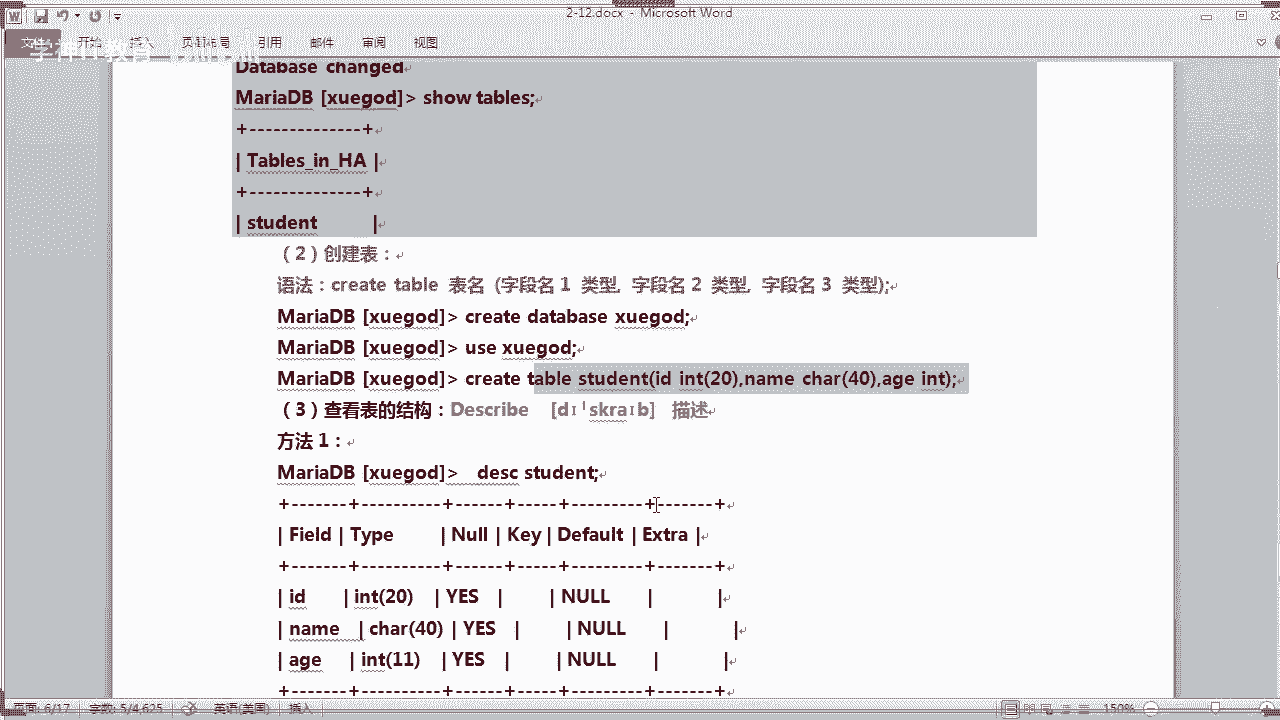 2-12.docx - Microsoft Word
文件 开始 插入 页面布局 引用 邮件 审阅 视图
Database changed
MariaDB [xuegod]> show tables;
+--------------+
| Tables_in_HA |
+--------------+
| student |
（2）创建表：
语法：create table 表名 (字段名 1 类型, 字段名 2 类型, 字段名 3 类型);
MariaDB [xuegod]> create database xuegod;
MariaDB [xuegod]> use xuegod;
MariaDB [xuegod]> create table student(id int(20),name char(40),age int);
（3）查看表的结构：Describe [dɪˈskraɪb] 描述
方法 1：
MariaDB [xuegod]> desc student;
+-------+----------+------+-----+---------+-------+
| Field | Type | Null | Key | Default | Extra |
+-------+----------+------+-----+---------+-------+
| id | int(20) | YES | | NULL | |
| name | char(40) | YES | | NULL | |
| age | int(11) | YES | | NULL | |
+-------+----------+------+-----+---------+-------+
页面: 6/17 字数: 5/4,625 英语(美国) 插入 150%